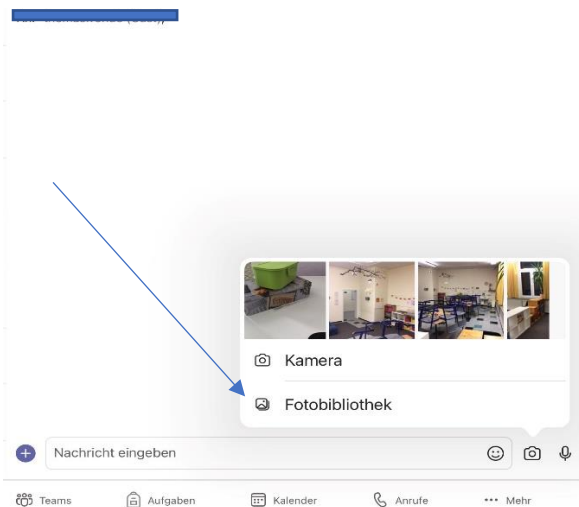 Kamera
Fotobibliothek
Nachricht eingeben
Teams Aufgaben Kalender Anrufe Mehr